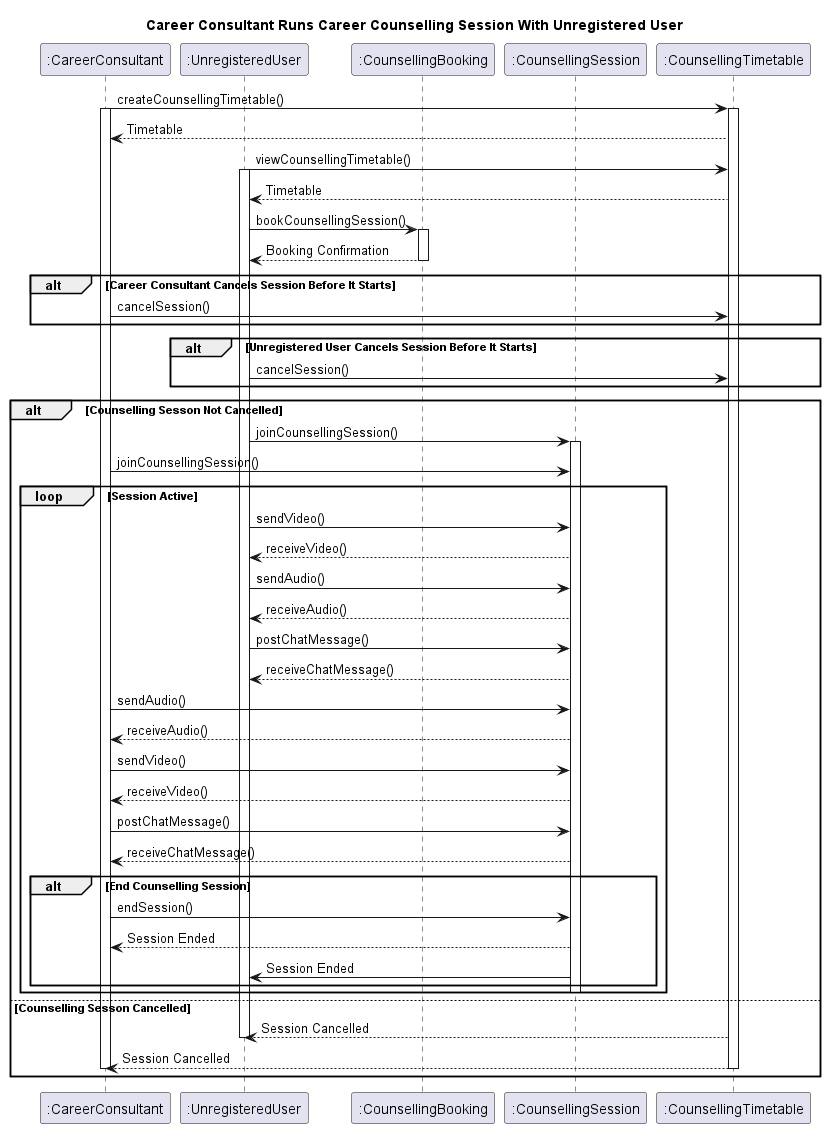 Career Consultant Runs Career Counselling Session With Unregistered User
:CareerConsultant :UnregisteredUser :CounsellingBooking :CounsellingSession :CounsellingTimetable
createCounsellingTimetable()
Timetable
viewCounsellingTimetable()
Timetable
bookCounsellingSession()
Booking Confirmation
alt [Career Consultant Cancels Session Before It Starts]
cancelSession()
alt [Unregistered User Cancels Session Before It Starts]
cancelSession()
alt [Counselling Sesson Not Cancelled]
joinCounsellingSession()
joinCounsellingSession()
loop [Session Active]
sendVideo()
receiveVideo()
sendAudio()
receiveAudio()
postChatMessage()
receiveChatMessage()
sendAudio()
receiveAudio()
sendVideo()
receiveVideo()
postChatMessage()
receiveChatMessage()
alt [End Counselling Session]
endSession()
Session Ended
Session Ended
[Counselling Sesson Cancelled]
Session Cancelled
Session Cancelled
:CareerConsultant :UnregisteredUser :CounsellingBooking :CounsellingSession :CounsellingTimetable